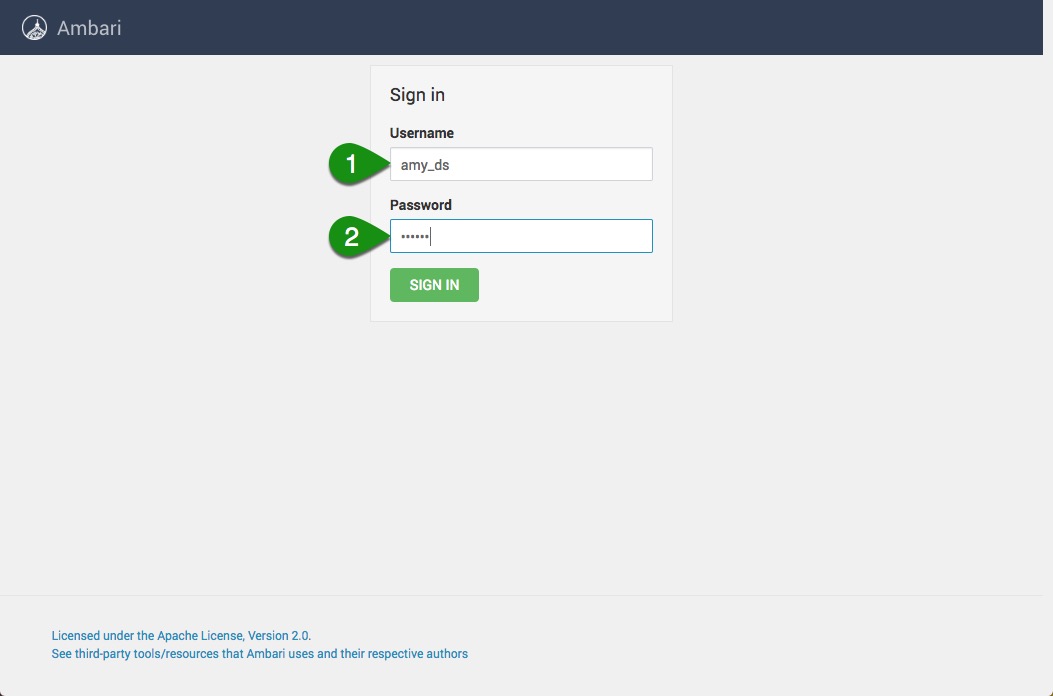 Ambari
Sign in
Username
1
amy_ds
Password
2
••••••
SIGN IN
Licensed under the Apache License, Version 2.0.
See third-party tools/resources that Ambari uses and their respective authors